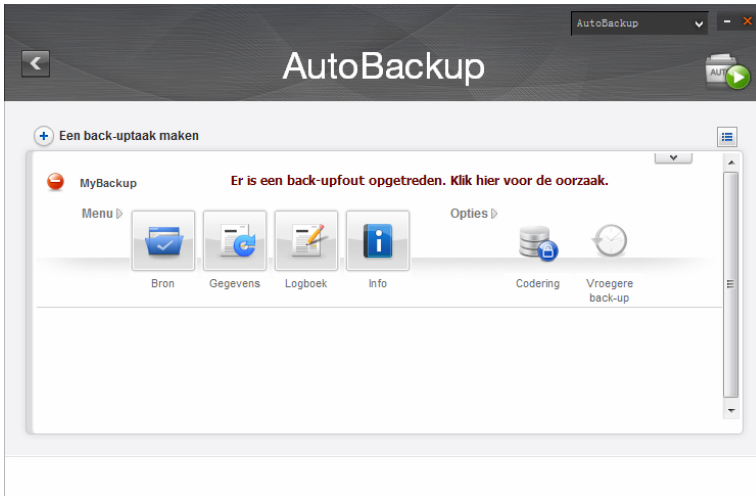 AutoBackup
AutoBackup
AUTO
Een back-uptaak maken
MyBackup
Er is een back-upfout opgetreden. Klik hier voor de oorzaak.
Menu
Opties
Bron
Gegevens
Logboek
Info
Codering
Vroegere
back-up